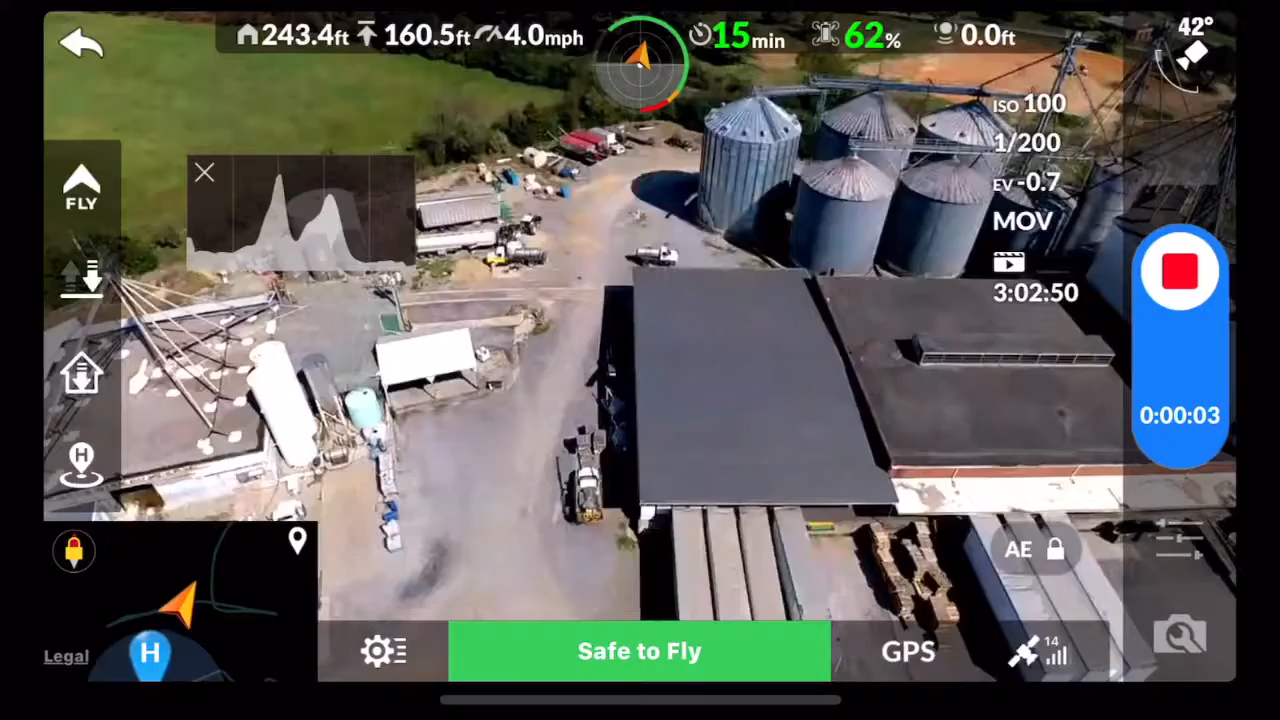 243.4ft 160.5ft 4.0mph 15min 62% 0.0ft 42°
ISO 100
1/200
EV -0.7
MOV
3:02:50
FLY
0:00:03
H
AE
H
Legal
Safe to Fly
GPS
14